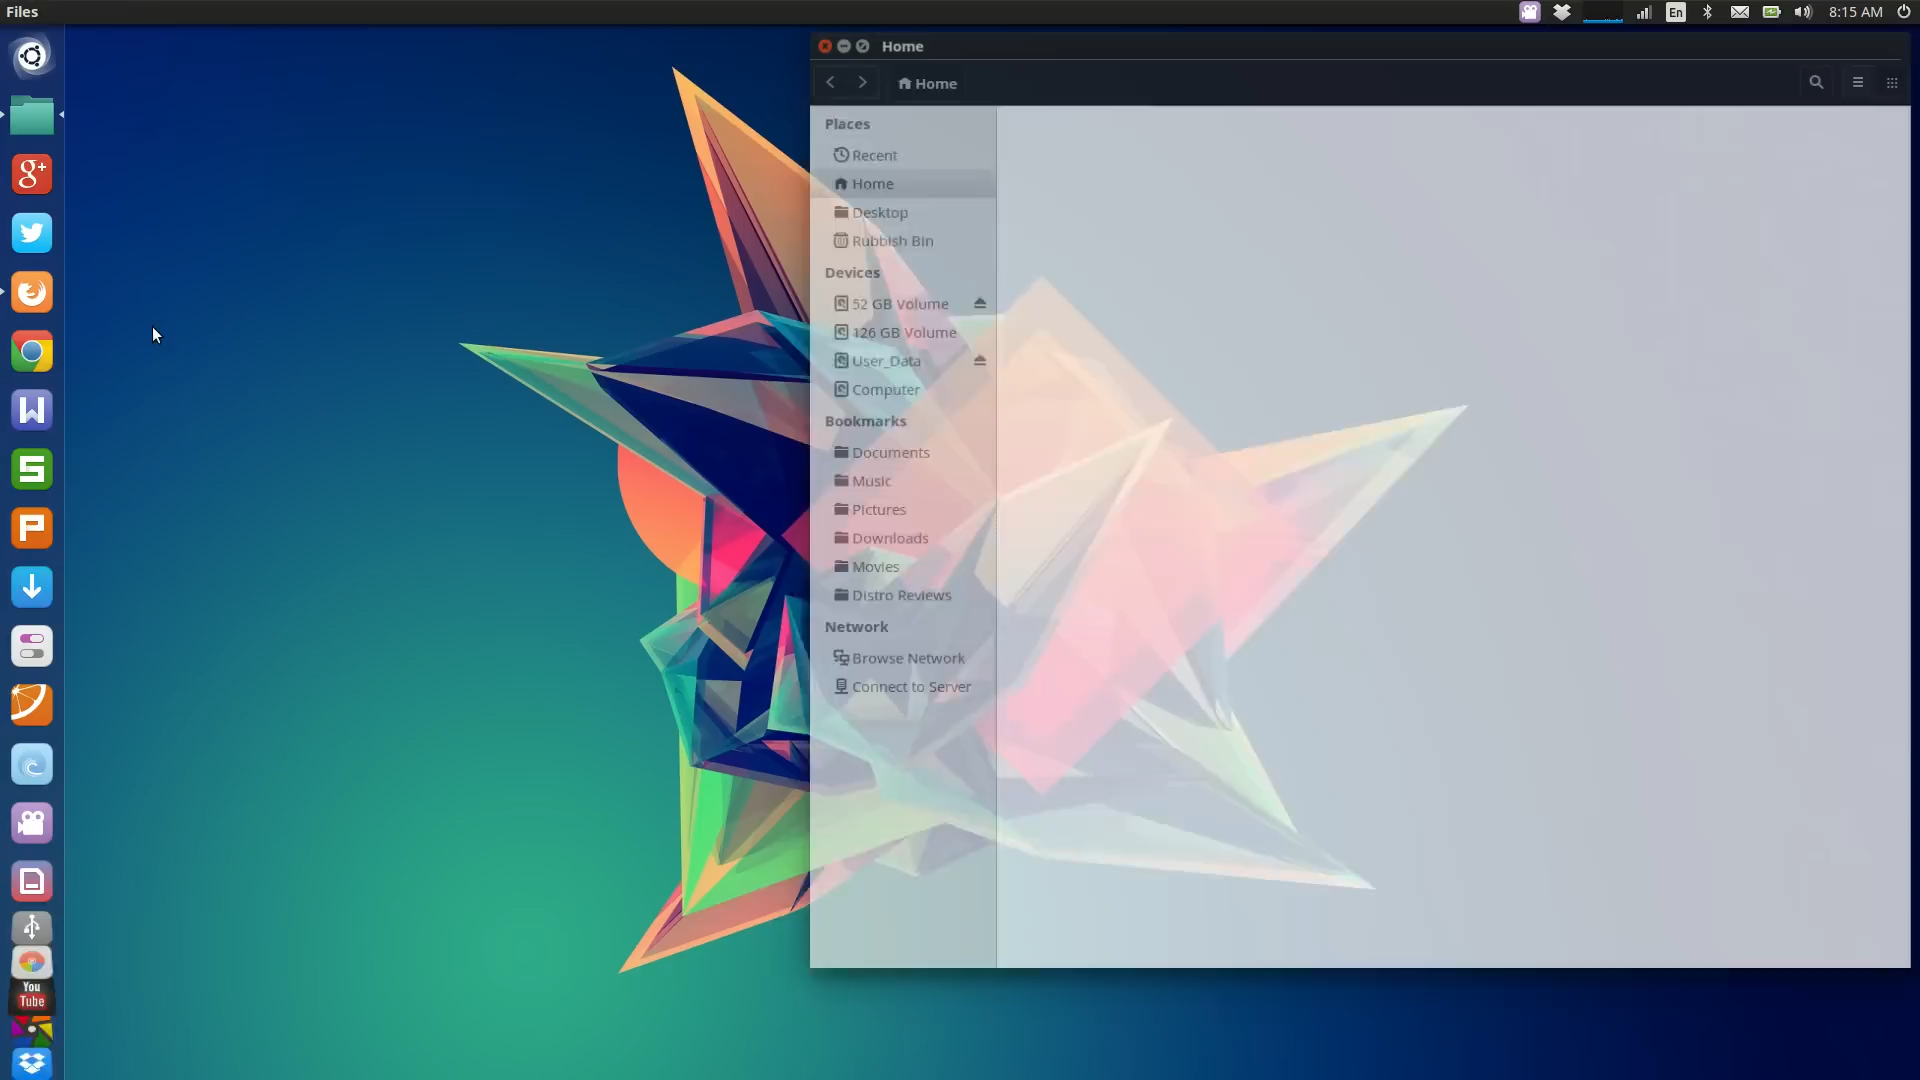 Files
En
8:15 AM
Home
Home
Places
Recent
Home
Desktop
Rubbish Bin
Devices
52 GB Volume
126 GB Volume
User_Data
Computer
Bookmarks
Documents
Music
Pictures
Downloads
Movies
Distro Reviews
Network
Browse Network
Connect to Server
g+
W
S
P
You
Tube